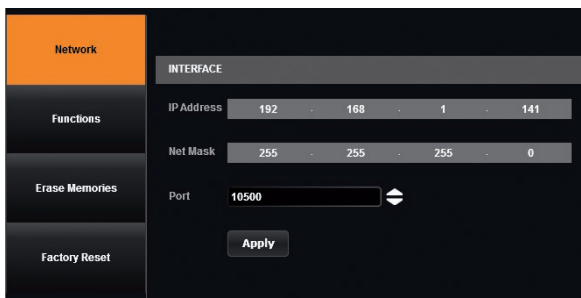 Network
INTERFACE
IP Address 192 . 168 . 1 . 141
Functions
Net Mask 255 . 255 . 255 . 0
Erase Memories
Port 10500
Apply
Factory Reset